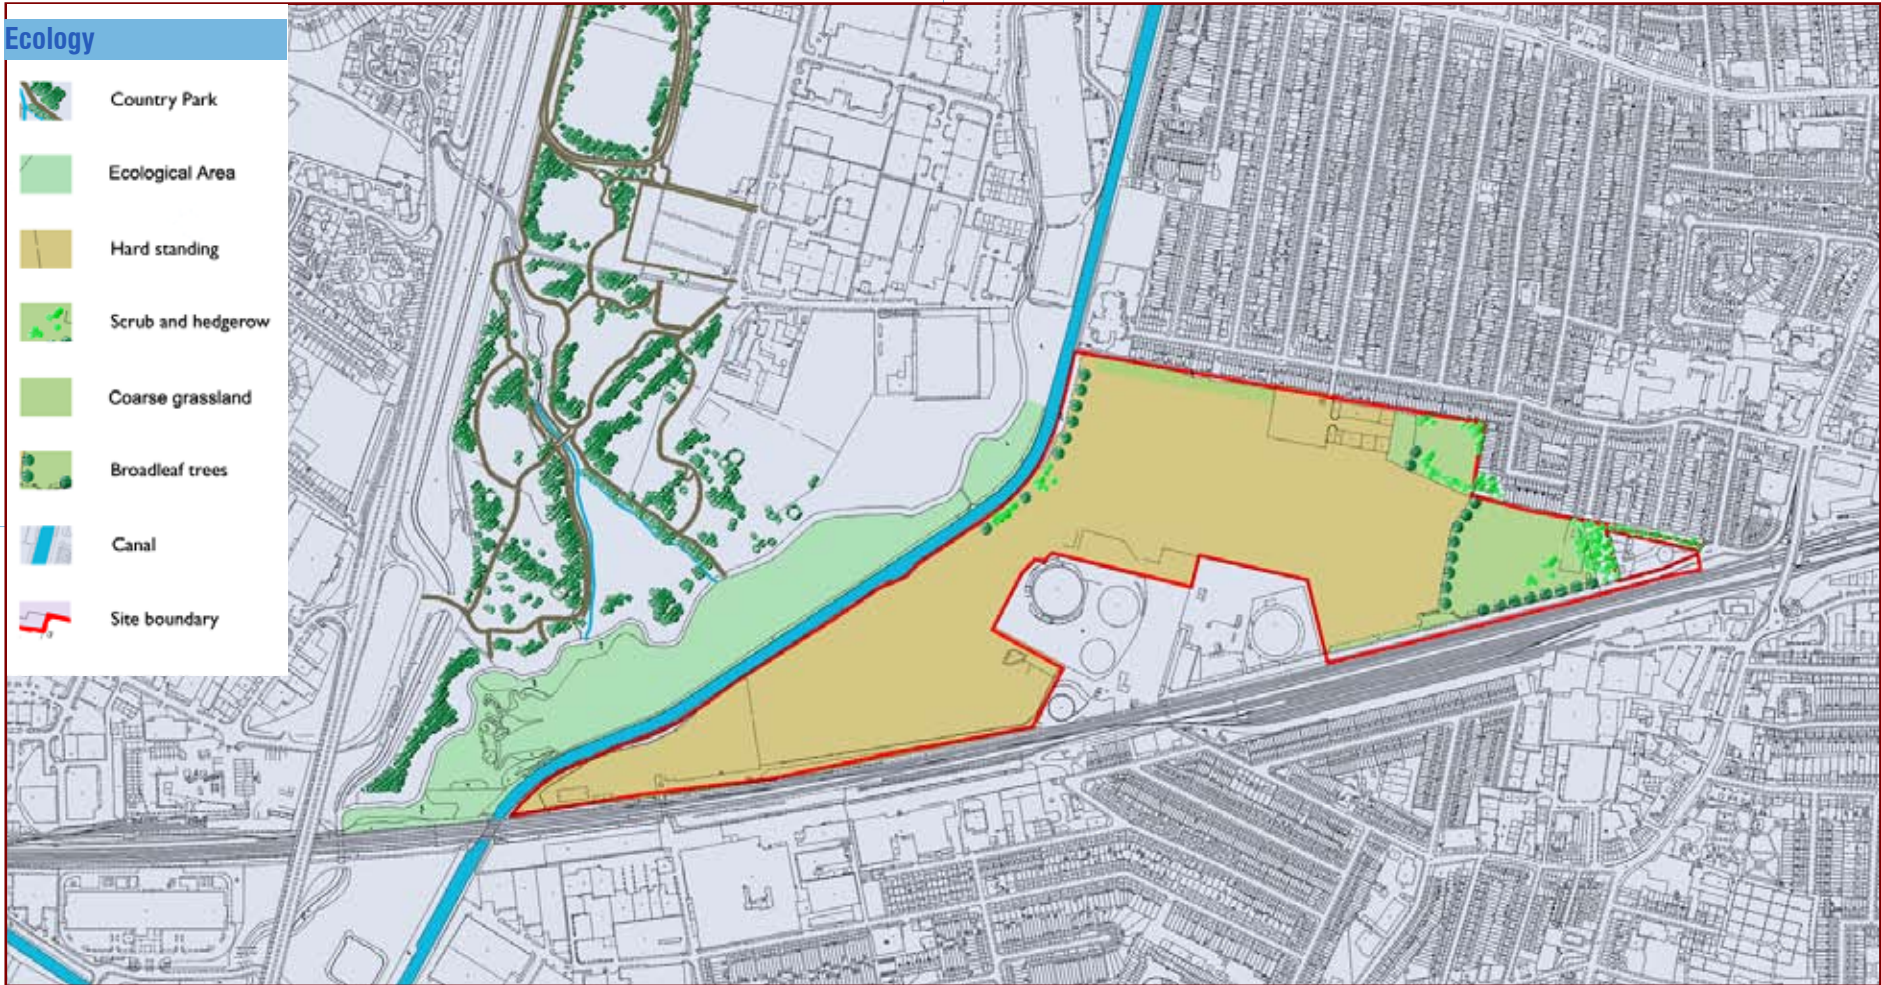 Ecology
Country Park
Ecological Area
Hard standing
Scrub and hedgerow
Coarse grassland
Broadleaf trees
Canal
Site boundary